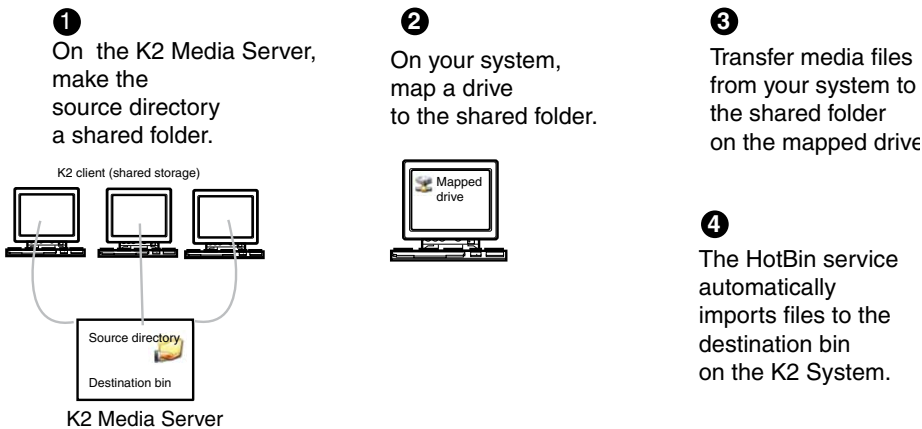 1
On the K2 Media Server,
make the
source directory
a shared folder.
K2 client (shared storage)
Source directory
Destination bin
K2 Media Server
2
On your system,
map a drive
to the shared folder.
Mapped
drive
3
Transfer media files
from your system to
the shared folder
on the mapped drive
4
The HotBin service
automatically
imports files to the
destination bin
on the K2 System.